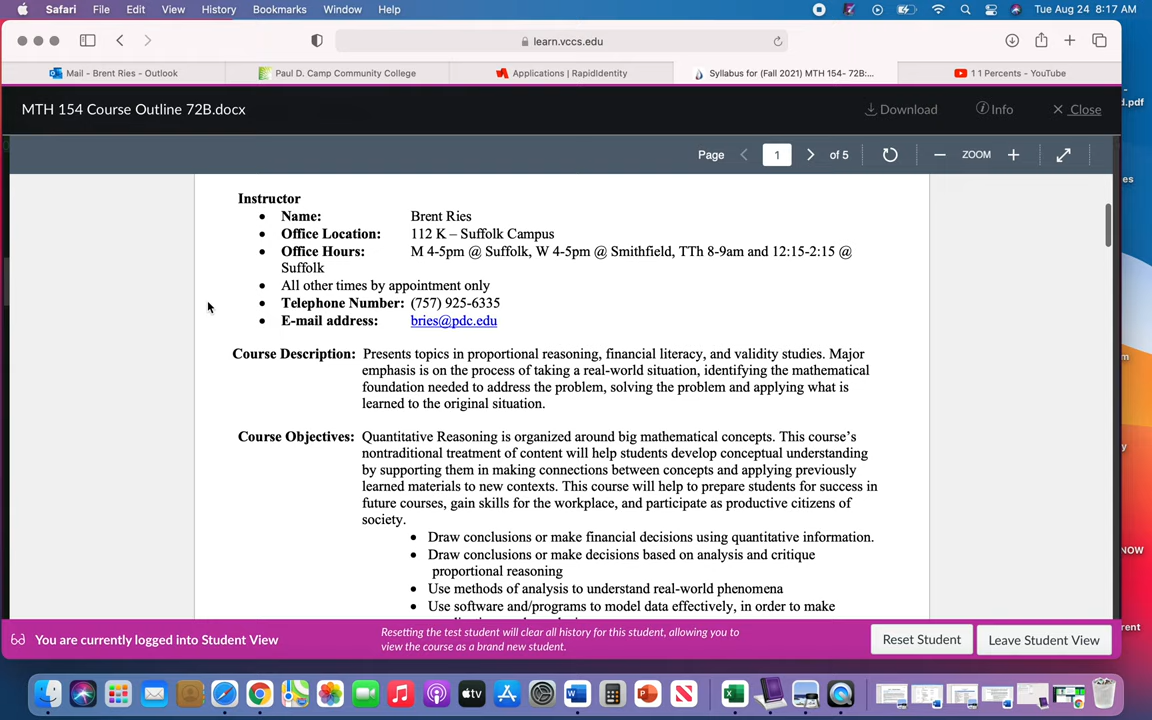 Safari File Edit View History Bookmarks Window Help Tue Aug 24 8:17 AM
learn.vccs.edu
Mail - Brent Ries - Outlook Paul D. Camp Community College Applications | RapidIdentity Syllabus for (Fall 2021) MTH 154- 72B:... 1 1 Percents - YouTube
MTH 154 Course Outline 72B.docx Download Info Close
Page 1 of 5 ZOOM
Instructor
• Name: Brent Ries
• Office Location: 112 K – Suffolk Campus
• Office Hours: M 4-5pm @ Suffolk, W 4-5pm @ Smithfield, TTh 8-9am and 12:15-2:15 @
Suffolk
• All other times by appointment only
• Telephone Number: (757) 925-6335
• E-mail address: bries@pdc.edu
Course Description: Presents topics in proportional reasoning, financial literacy, and validity studies. Major
emphasis is on the process of taking a real-world situation, identifying the mathematical
foundation needed to address the problem, solving the problem and applying what is
learned to the original situation.
Course Objectives: Quantitative Reasoning is organized around big mathematical concepts. This course's
nontraditional treatment of content will help students develop conceptual understanding
by supporting them in making connections between concepts and applying previously
learned materials to new contexts. This course will help to prepare students for success in
future courses, gain skills for the workplace, and participate as productive citizens of
society.
• Draw conclusions or make financial decisions using quantitative information.
• Draw conclusions or make decisions based on analysis and critique
proportional reasoning
• Use methods of analysis to understand real-world phenomena
• Use software and/programs to model data effectively, in order to make
You are currently logged into Student View
Resetting the test student will clear all history for this student, allowing you to
view the course as a brand new student.
Reset Student Leave Student View
d.pdf
es
NOW
rent
tv